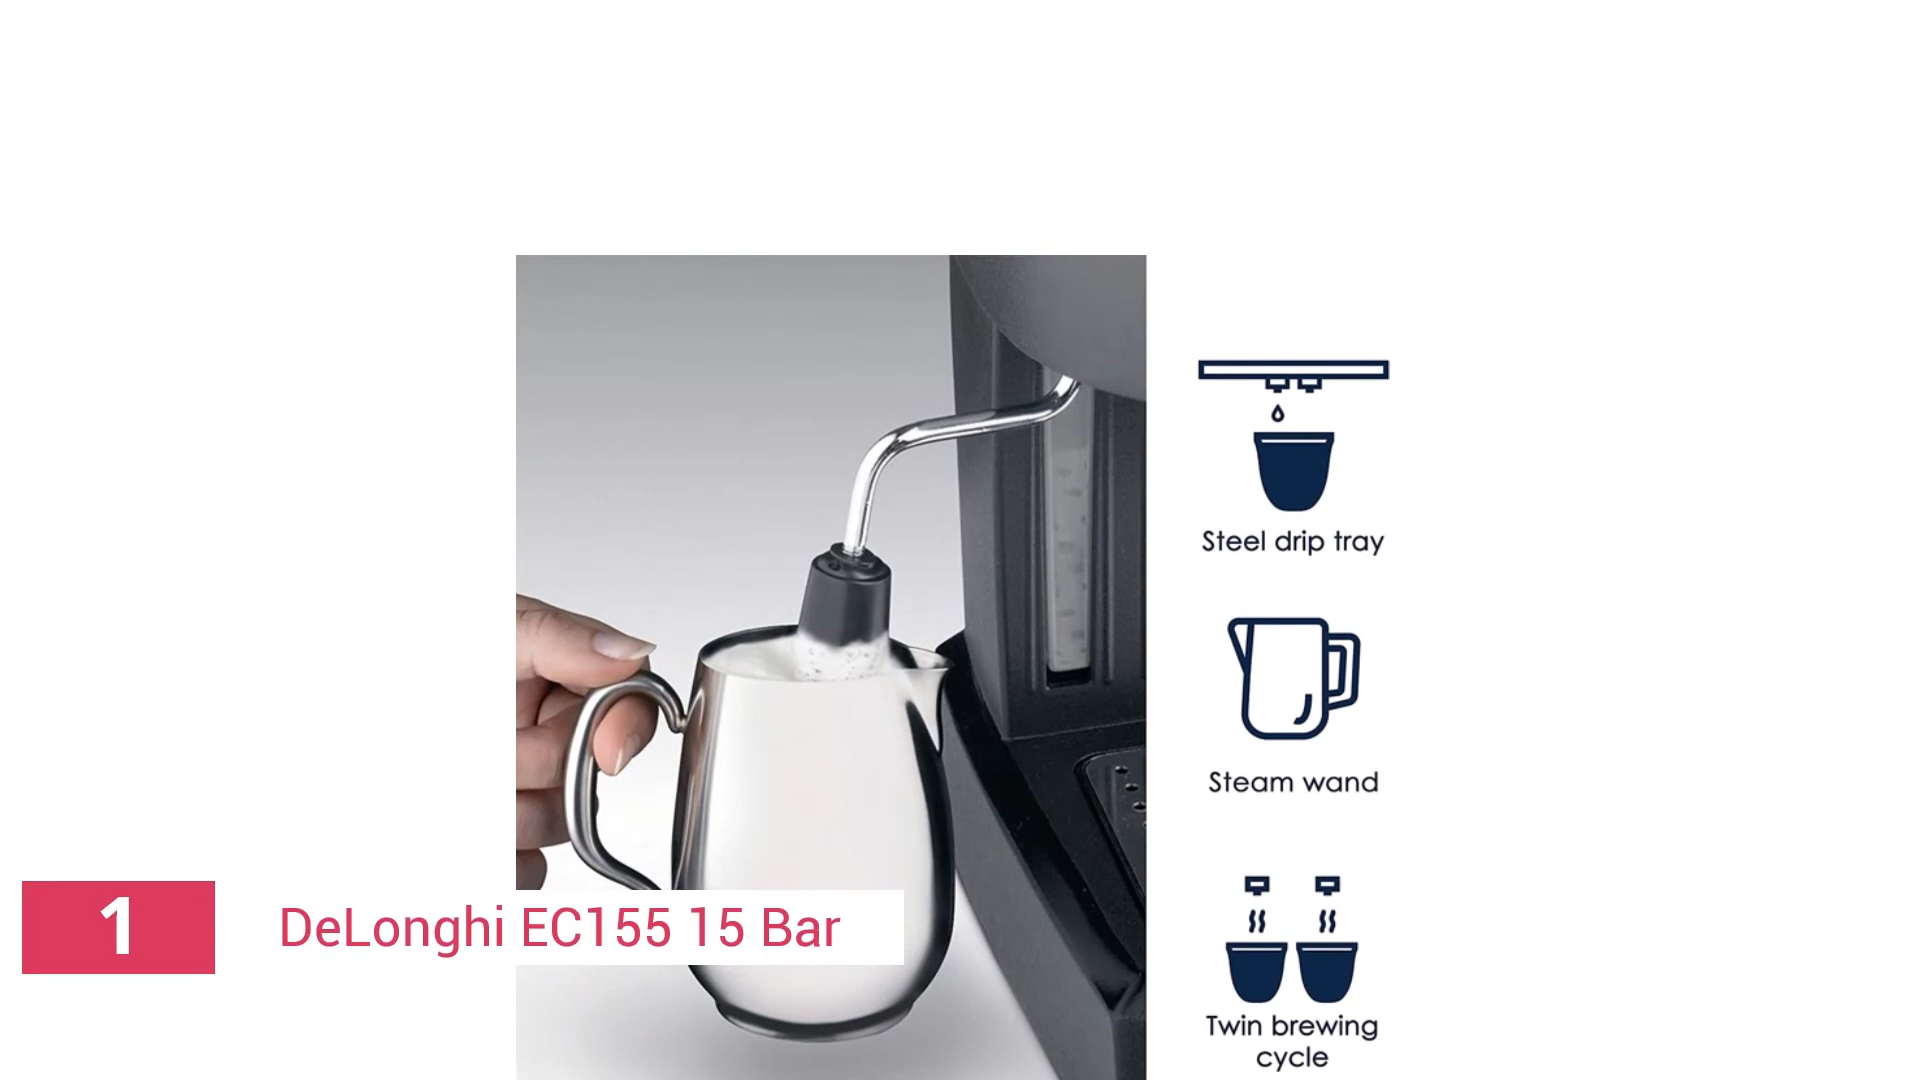 Steel drip tray
Steam wand
Twin brewing
cycle
1
DeLonghi EC155 15 Bar